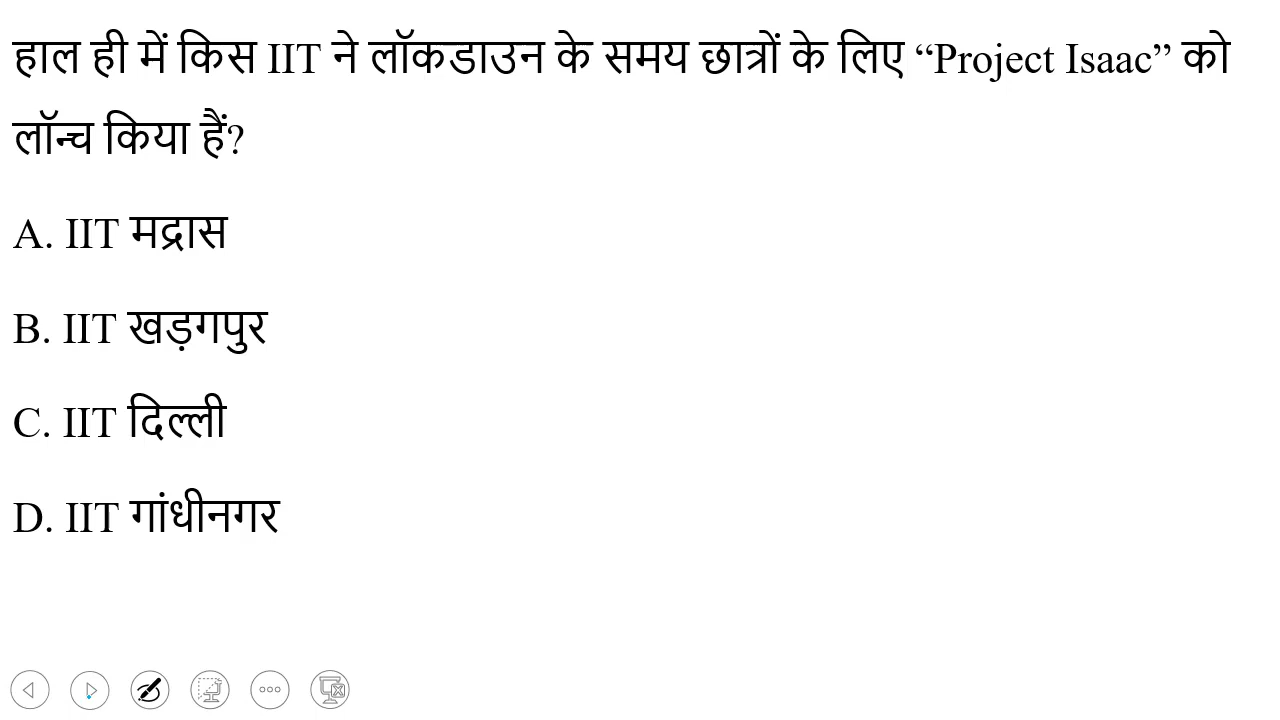 हाल ही में किस IIT ने लॉकडाउन के समय छात्रों के लिए “Project Isaac” को
लॉन्च किया हैं?
A. IIT मद्रास
B. IIT खड़गपुर
C. IIT दिल्ली
D. IIT गांधीनगर